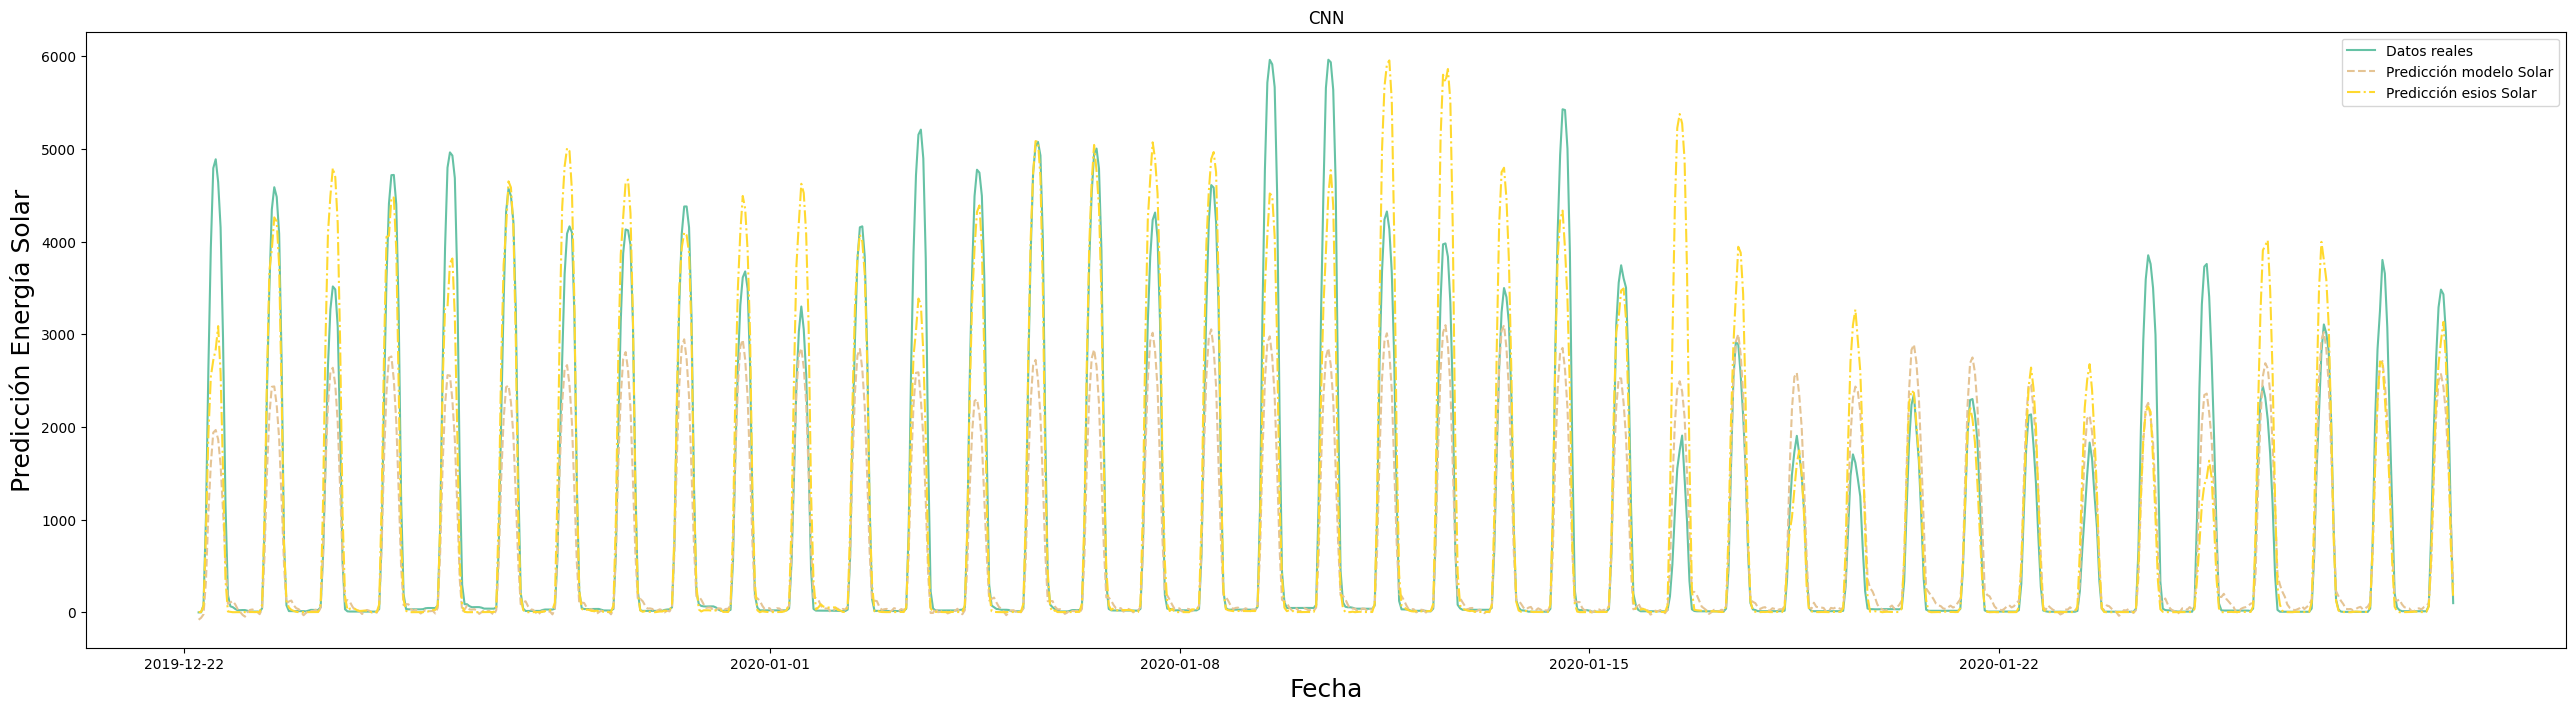 CNN
Datos reales
Predicción modelo Solar
Predicción esios Solar
Predicción Energía Solar
6000
5000
4000
3000
2000
1000
0
2019-12-22
2020-01-01
2020-01-08
2020-01-15
2020-01-22
Fecha